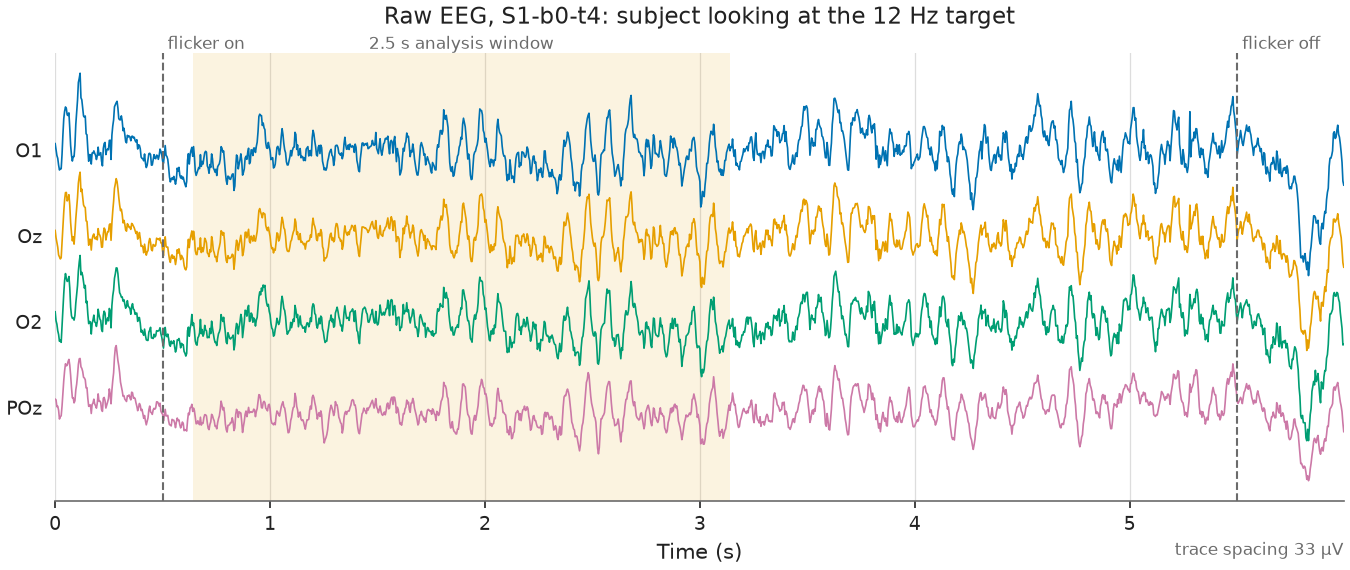 Raw EEG, S1-b0-t4: subject looking at the 12 Hz target
flicker on
2.5 s analysis window
flicker off
O1
Oz
O2
POz
0 1 2 3 4 5
Time (s)
trace spacing 33 µV